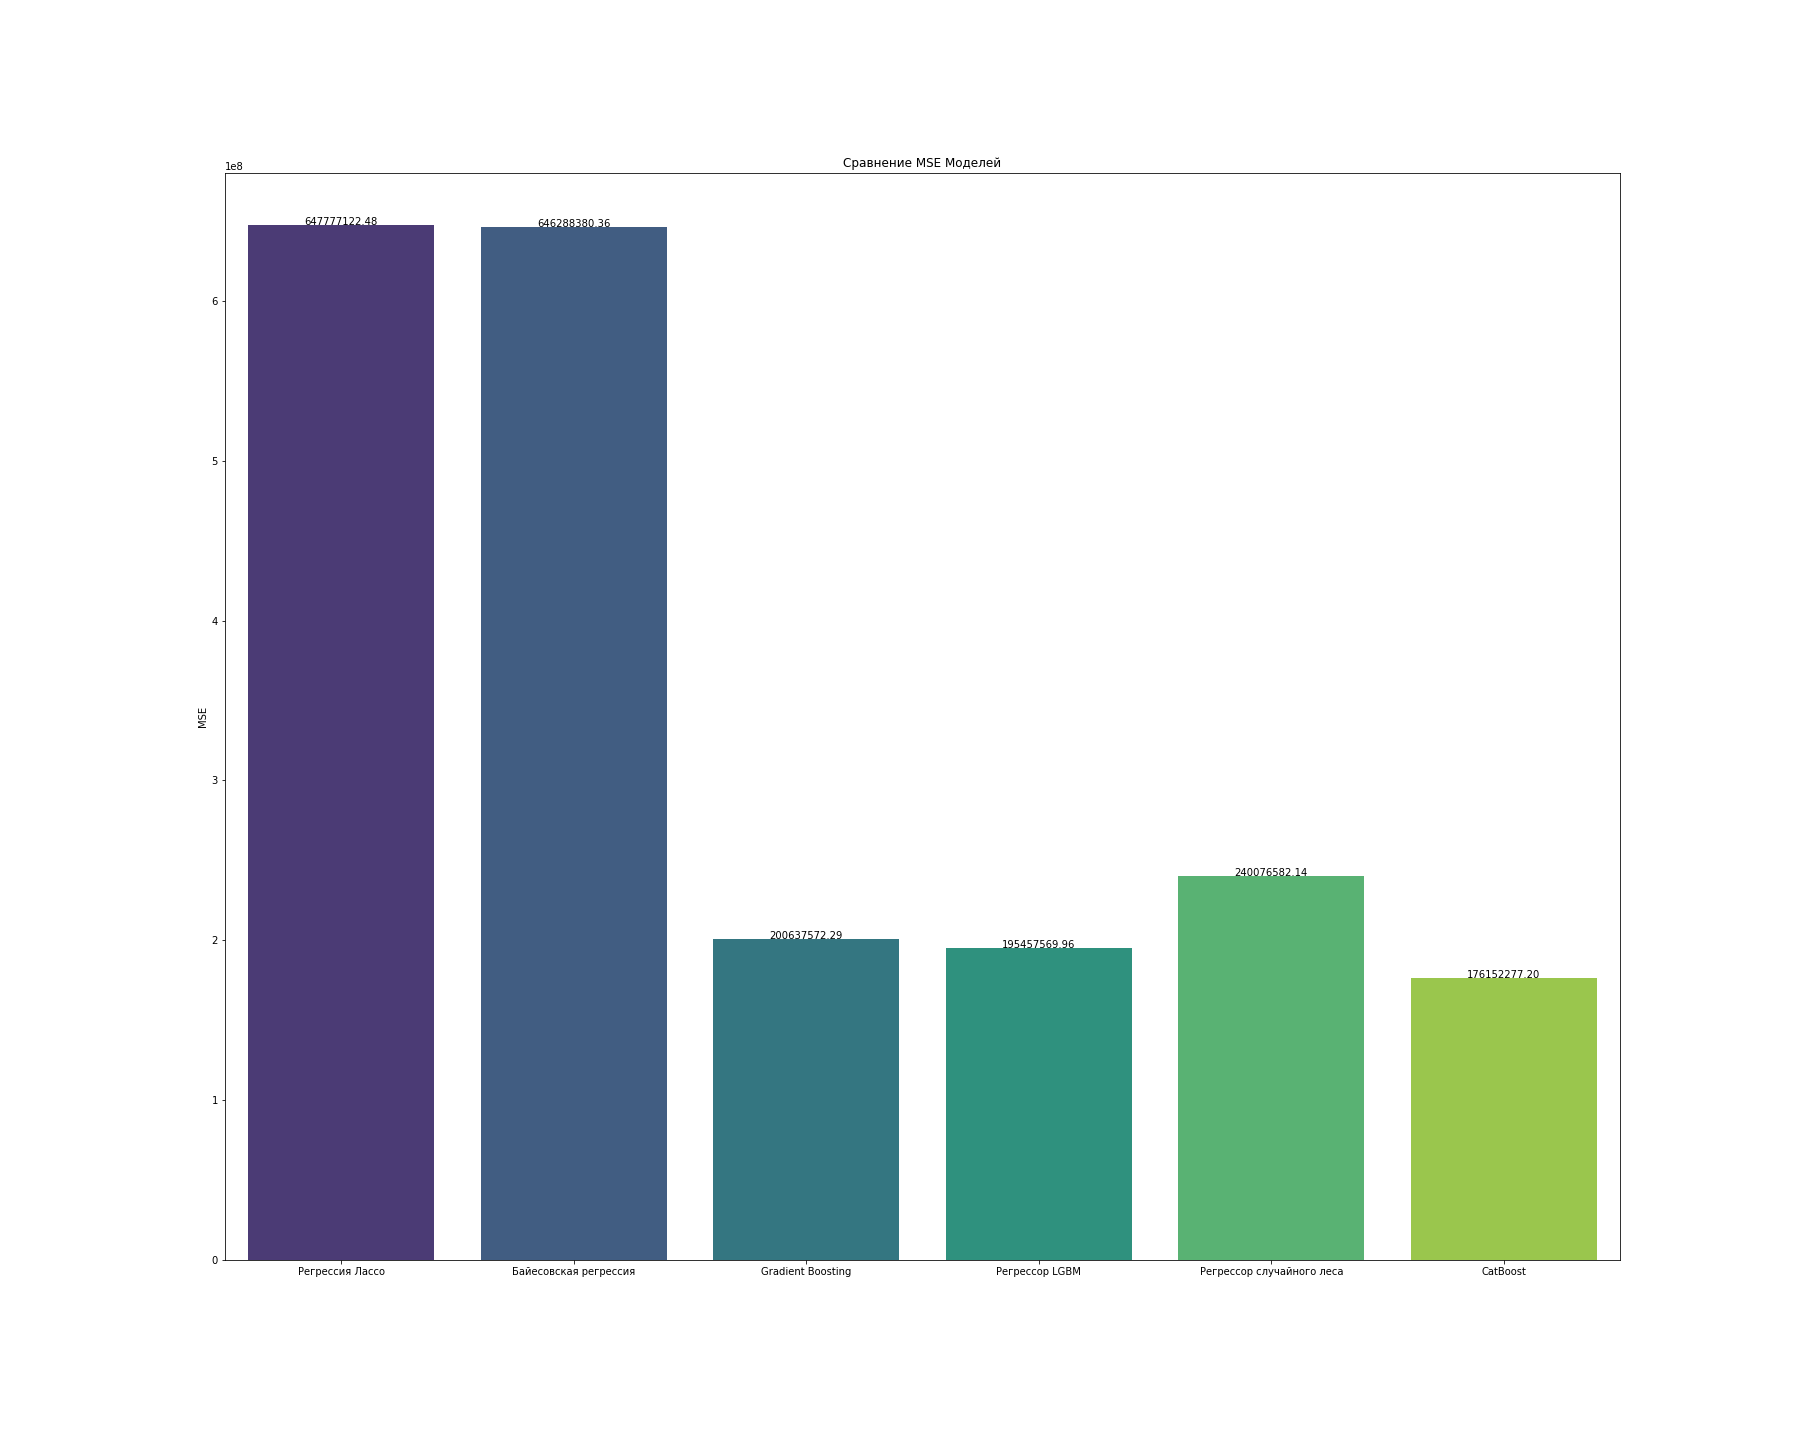 Сравнение MSE Моделей
1e8
647777122.48
646288380.36
200637572.29
195457569.96
240076582.14
176152277.20
6
5
4
3
2
1
0
MSE
Регрессия Лассо
Байесовская регрессия
Gradient Boosting
Регрессор LGBM
Регрессор случайного леса
CatBoost